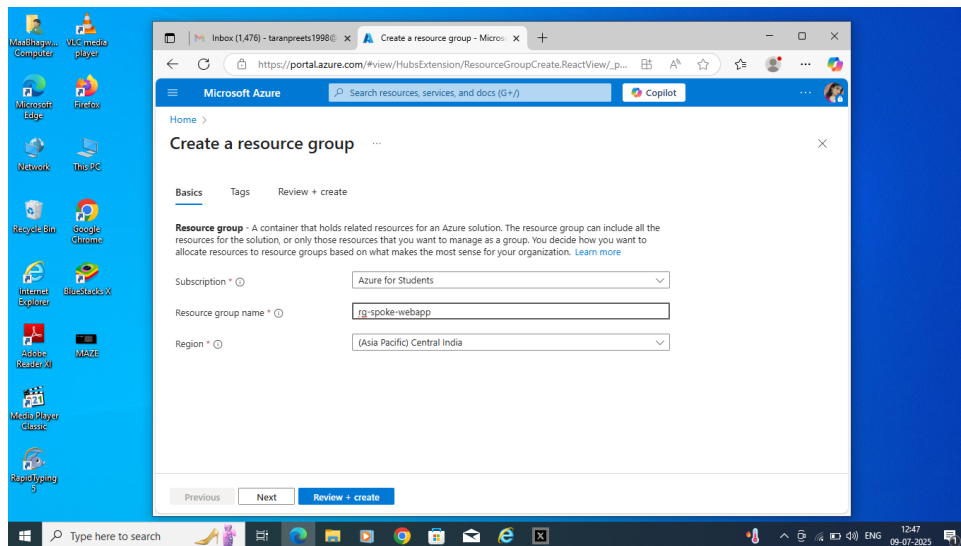 MaaBhagw...
Computer
VLC media
player
Microsoft
Edge
Firefox
Network
This PC
Recycle Bin
Google
Chrome
Internet
Explorer
BlueStacks X
Adobe
Reader XI
MAZE
Media Player
Classic
RapidTyping
5
Inbox (1,476) - taranpreets1998@
Create a resource group - Micros
https://portal.azure.com/#view/HubsExtension/ResourceGroupCreate.ReactView/_p...
Microsoft Azure
Search resources, services, and docs (G+/)
Copilot
Home >
Create a resource group ...
Basics Tags Review + create
Resource group - A container that holds related resources for an Azure solution. The resource group can include all the
resources for the solution, or only those resources that you want to manage as a group. You decide how you want to
allocate resources to resource groups based on what makes the most sense for your organization. Learn more
Subscription * Azure for Students
Resource group name * rg-spoke-webapp
Region * (Asia Pacific) Central India
Previous Next Review + create
Type here to search
ENG
12:47
09-07-2025